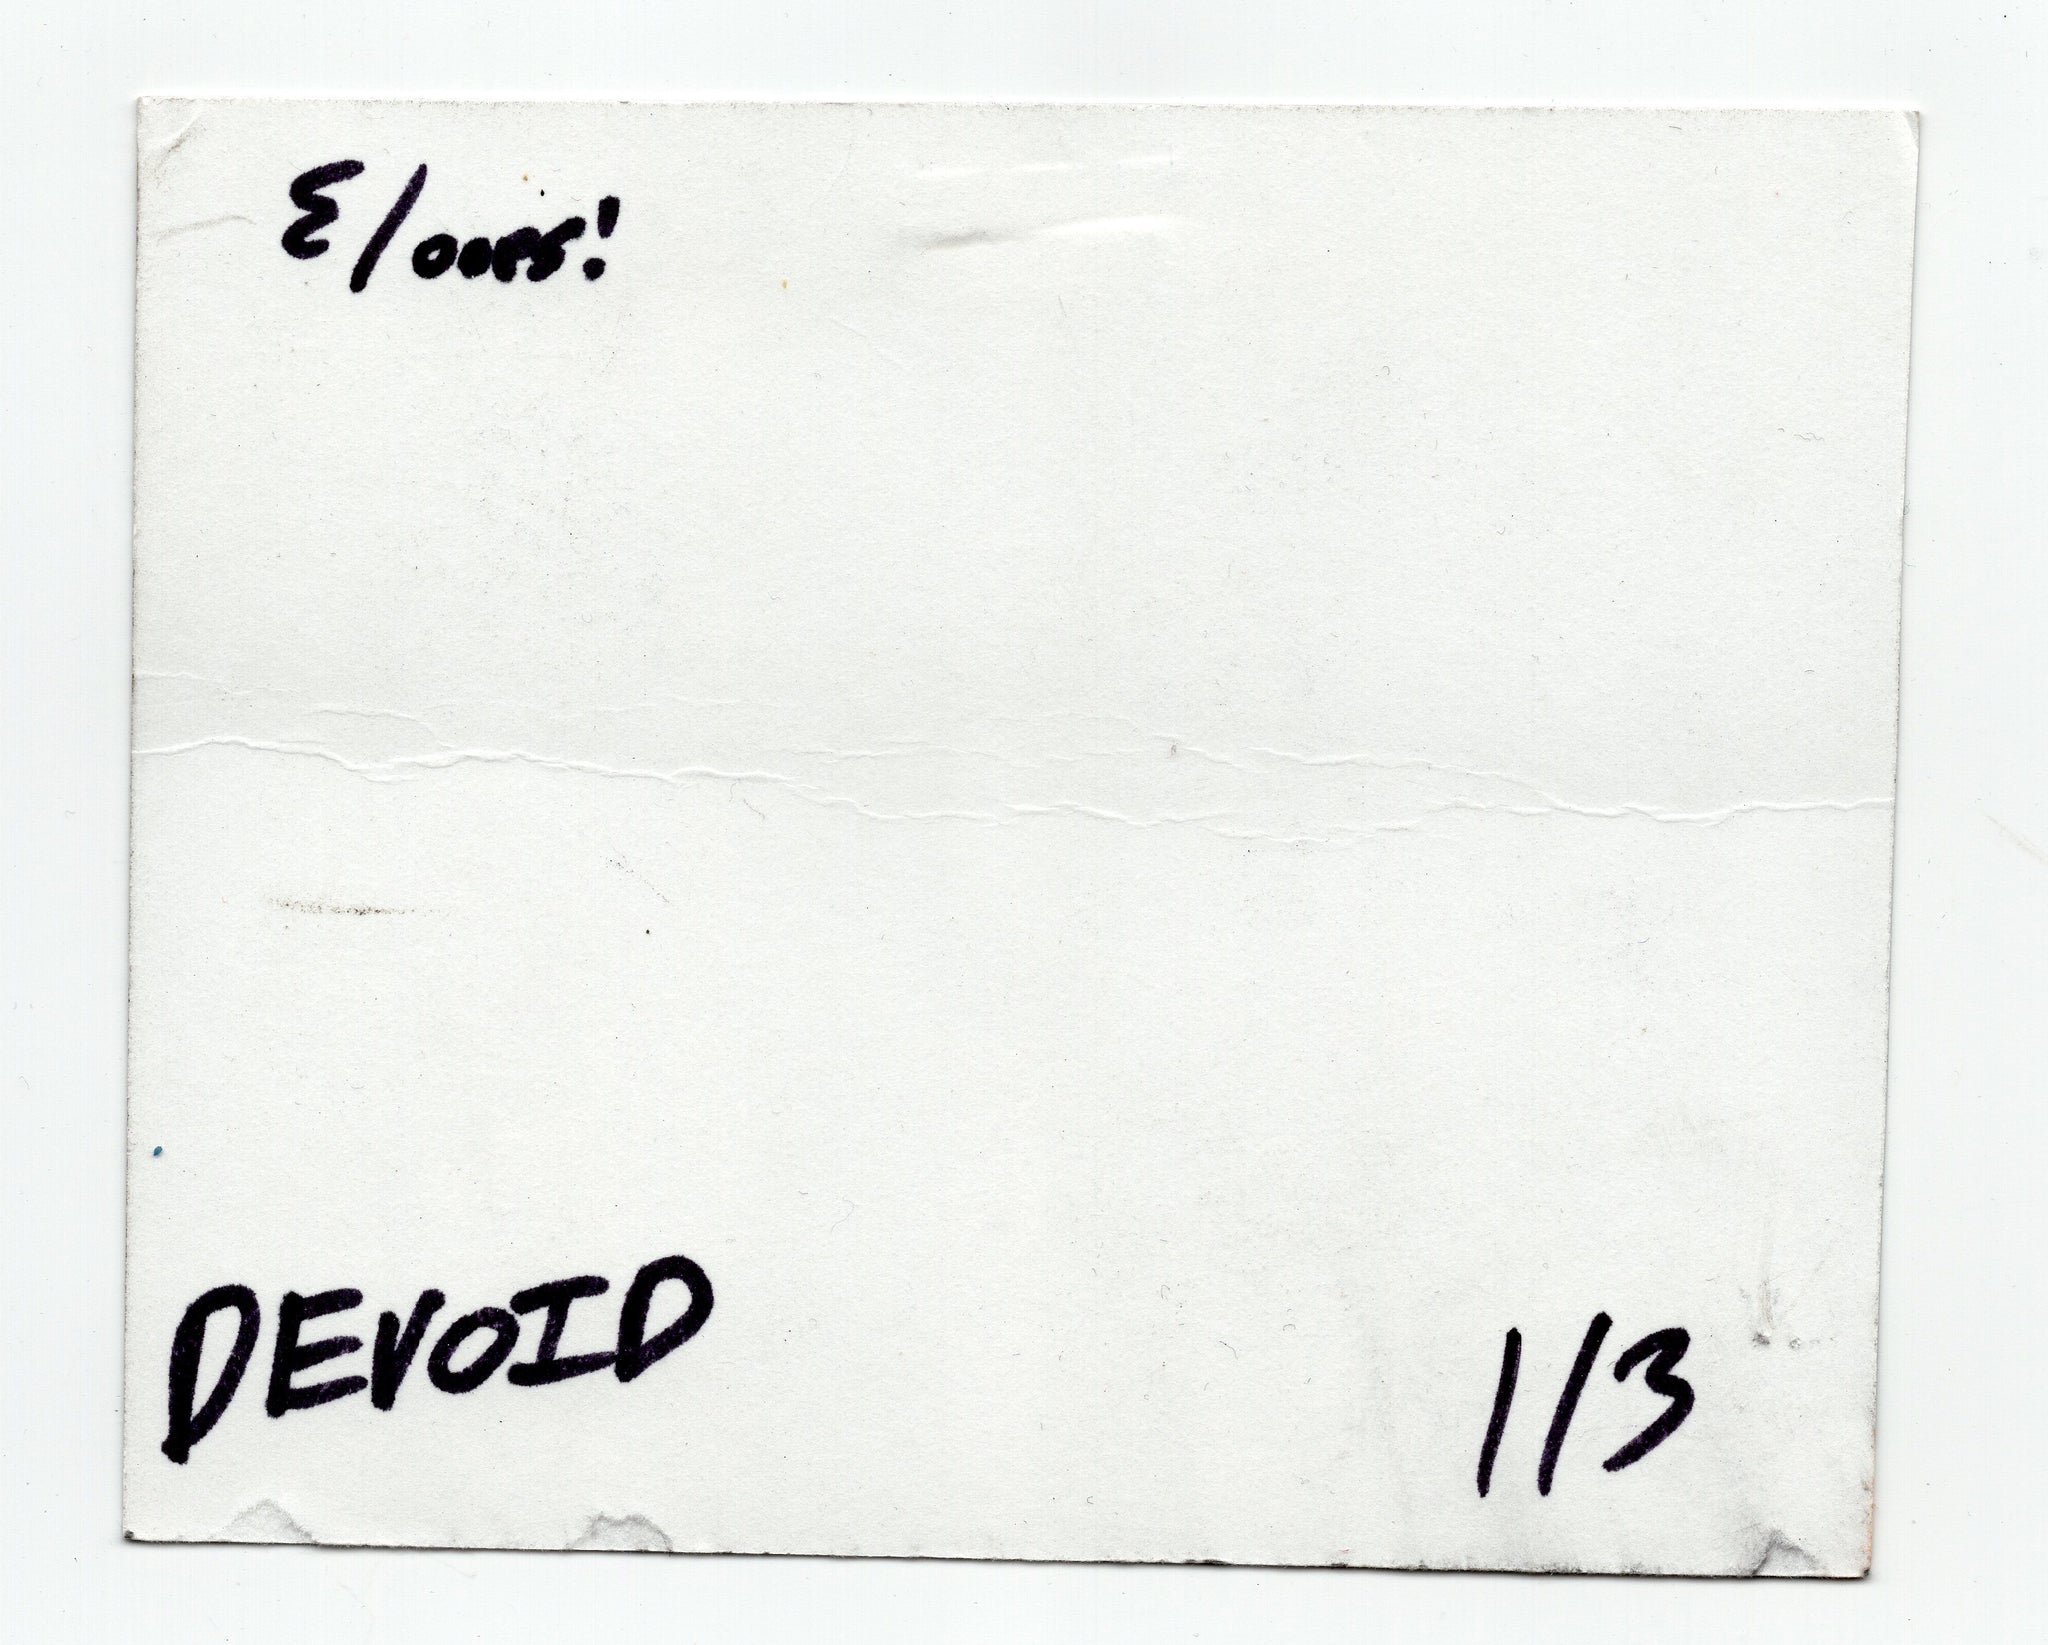 Σ/OOPS!
DEVOID
1/3